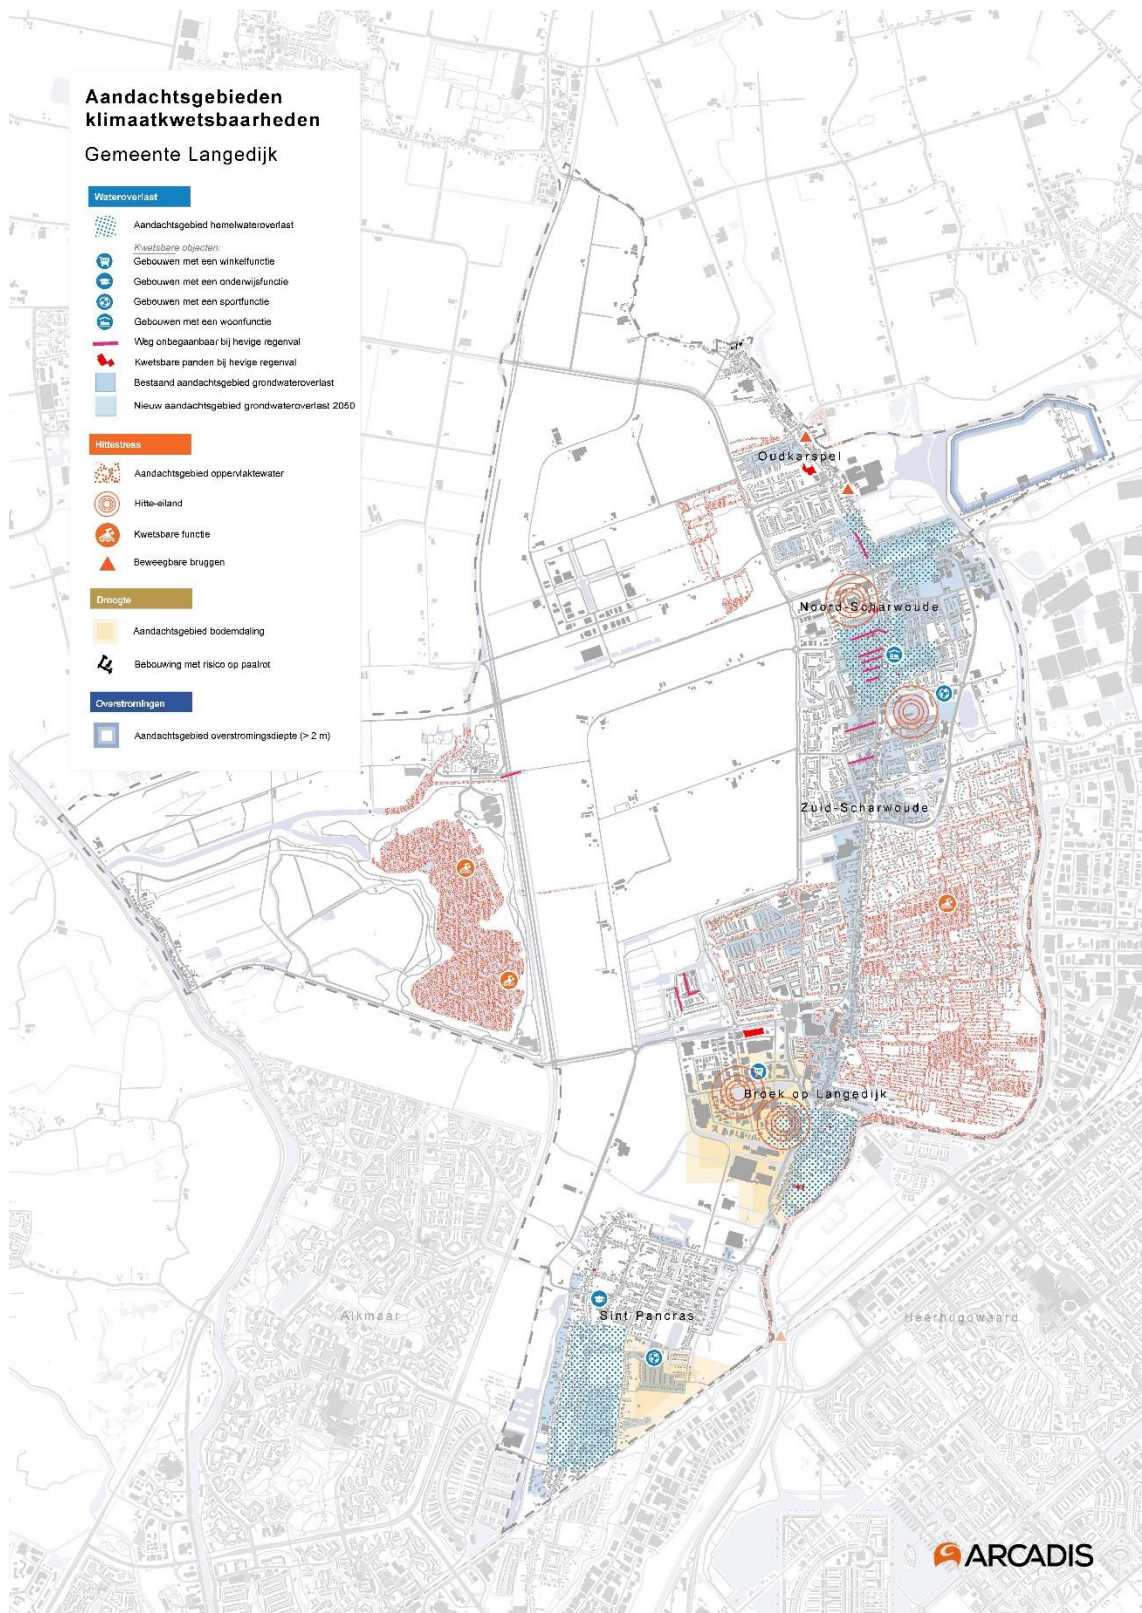 Aandachtsgebieden
klimaatkwetsbaarheden
Gemeente Langedijk
Wateroverlast
Aandachtsgebied hemelwateroverlast
Kwetsbare objecten:
Gebouwen met een winkelfunctie
Gebouwen met een onderwijsfunctie
Gebouwen met een sportfunctie
Gebouwen met een woonfunctie
Weg onbegaanbaar bij hevige regenval
Kwetsbare panden bij hevige regenval
Bestaand aandachtsgebied grondwateroverlast
Nieuw aandachtsgebied grondwateroverlast 2050
Hittestress
Aandachtsgebied oppervlaktewater
Hitte-eiland
Kwetsbare functie
Beweegbare bruggen
Droogte
Aandachtsgebied bodemdaling
Bebouwing met risico op paalrot
Overstromingen
Aandachtsgebied overstromingsdiepte (> 2 m)
Oudkarspel
Noord-Scharwoude
Zuid-Scharwoude
Broek op Langedijk
Sint Pancras
Alkmaar
Heerhugowaard
ARCADIS